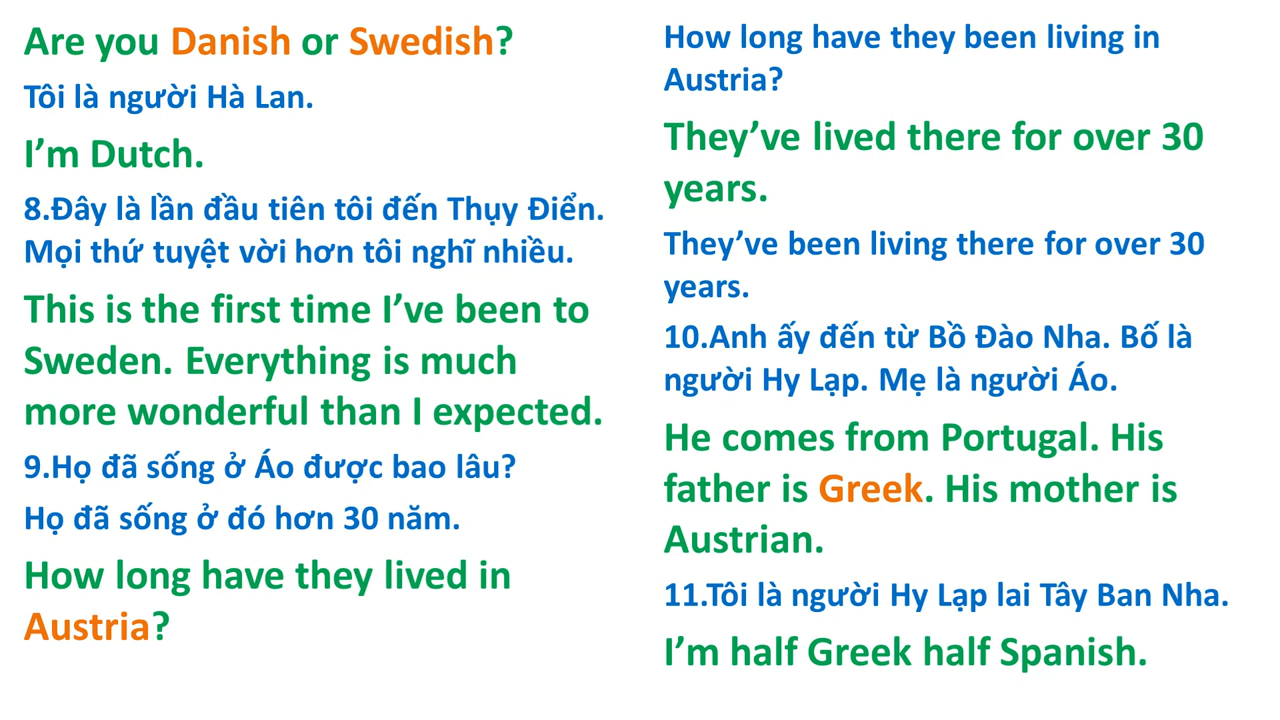 Are you Danish or Swedish?
Tôi là người Hà Lan.
I’m Dutch.
8.Đây là lần đầu tiên tôi đến Thụy Điển.
Mọi thứ tuyệt vời hơn tôi nghĩ nhiều.
This is the first time I’ve been to
Sweden. Everything is much
more wonderful than I expected.
9.Họ đã sống ở Áo được bao lâu?
Họ đã sống ở đó hơn 30 năm.
How long have they lived in
Austria?
How long have they been living in
Austria?
They’ve lived there for over 30
years.
They’ve been living there for over 30
years.
10.Anh ấy đến từ Bồ Đào Nha. Bố là
người Hy Lạp. Mẹ là người Áo.
He comes from Portugal. His
father is Greek. His mother is
Austrian.
11.Tôi là người Hy Lạp lai Tây Ban Nha.
I’m half Greek half Spanish.